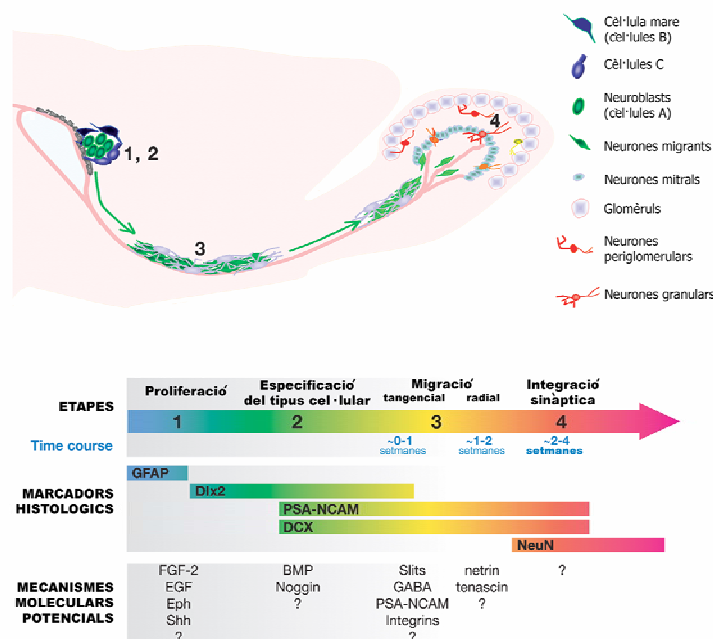 Cèl·lula mare
(cèl·lules B)
Cèl·lules C
Neuroblasts
(cèl·lules A)
Neurones migrants
Neurones mitrals
Glomèruls
Neurones
periglomerulars
Neurones granulars
1, 2
3
4
ETAPES
Proliferació
Especificació
del tipus cel·lular
Migració
tangencial radial
Integració
sinàptica
1 2 3 4
Time course
~0-1
setmanes
~1-2
setmanes
~2-4
setmanes
MARCADORS
HISTOLOGICS
GFAP
Dlx2
PSA-NCAM
DCX
NeuN
MECANISMES
MOLECULARS
POTENCIALS
FGF-2
EGF
Eph
Shh
?
BMP
Noggin
?
Slits
GABA
PSA-NCAM
Integrins
?
netrin
tenascin
?
?